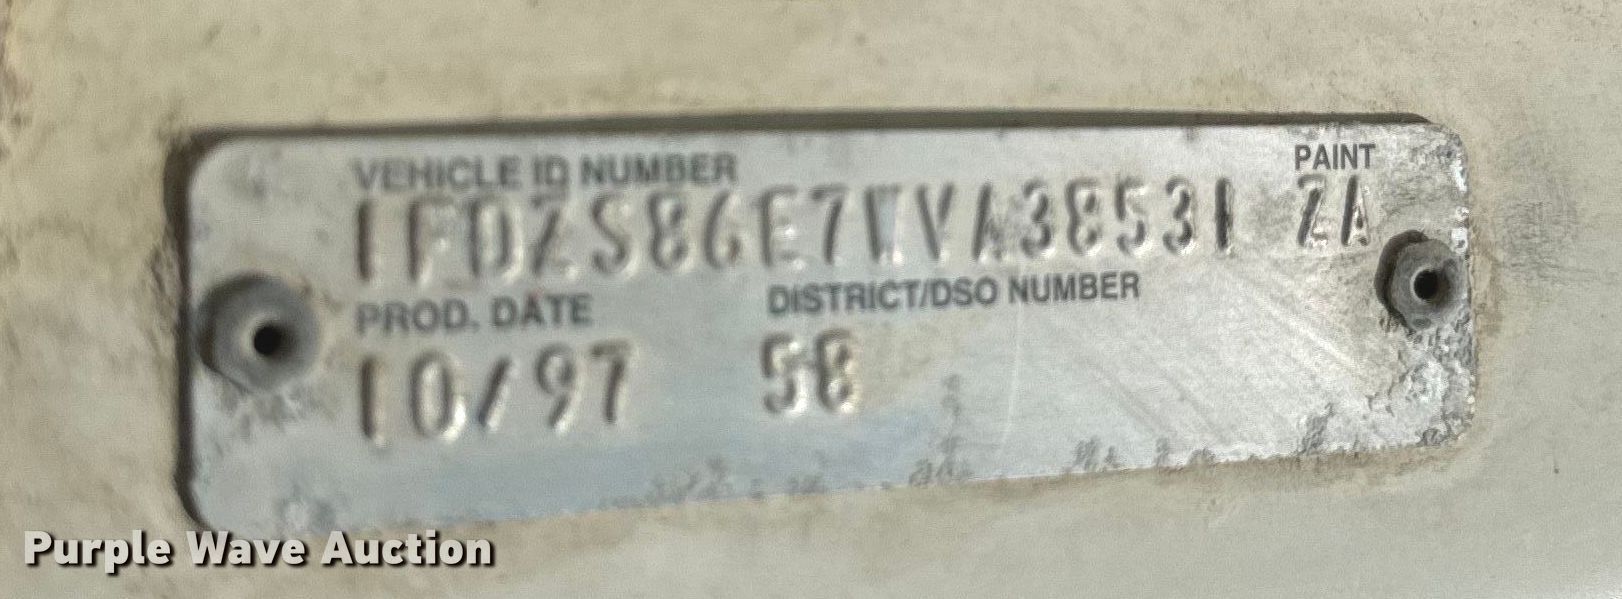 VEHICLE ID NUMBER PAINT
1FDZS86E7WVA38531 ZA
PROD. DATE DISTRICT/DSO NUMBER
10/97 58
Purple Wave Auction